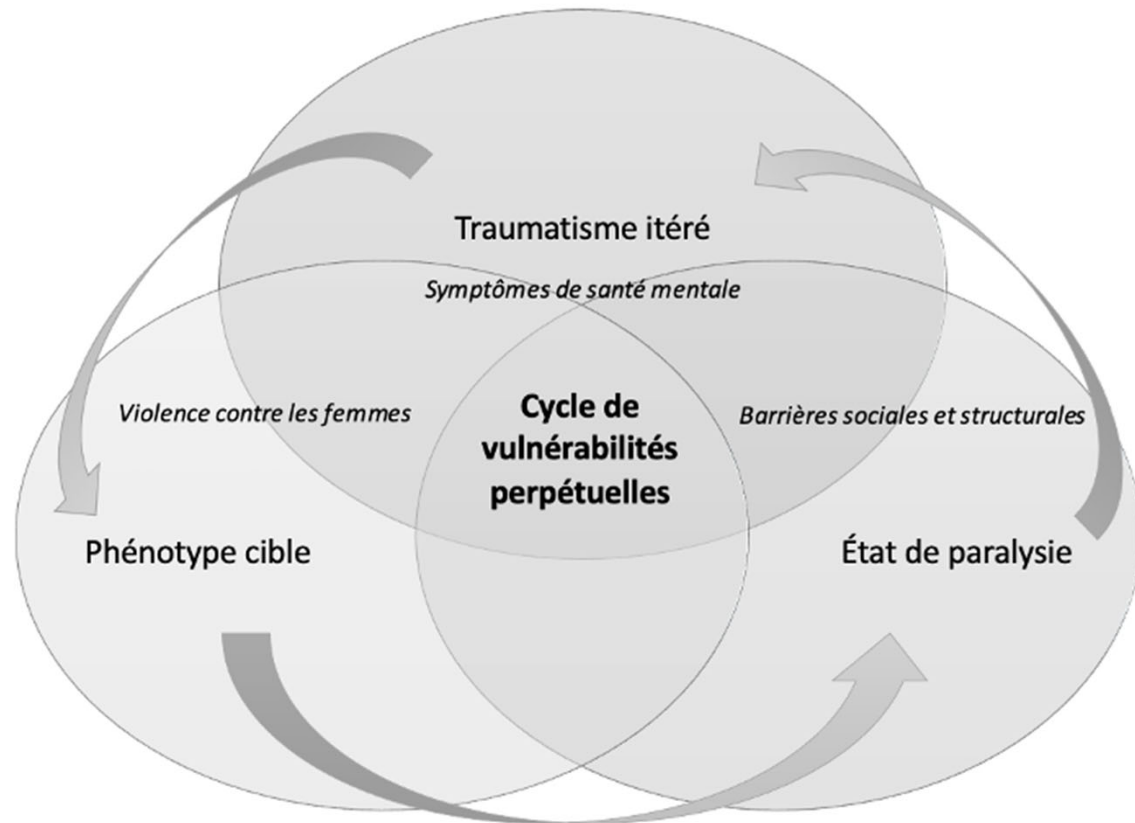 Traumatisme itéré
Symptômes de santé mentale
Violence contre les femmes
Cycle de
vulnérabilités
perpétuelles
Barrières sociales et structurales
Phénotype cible
État de paralysie